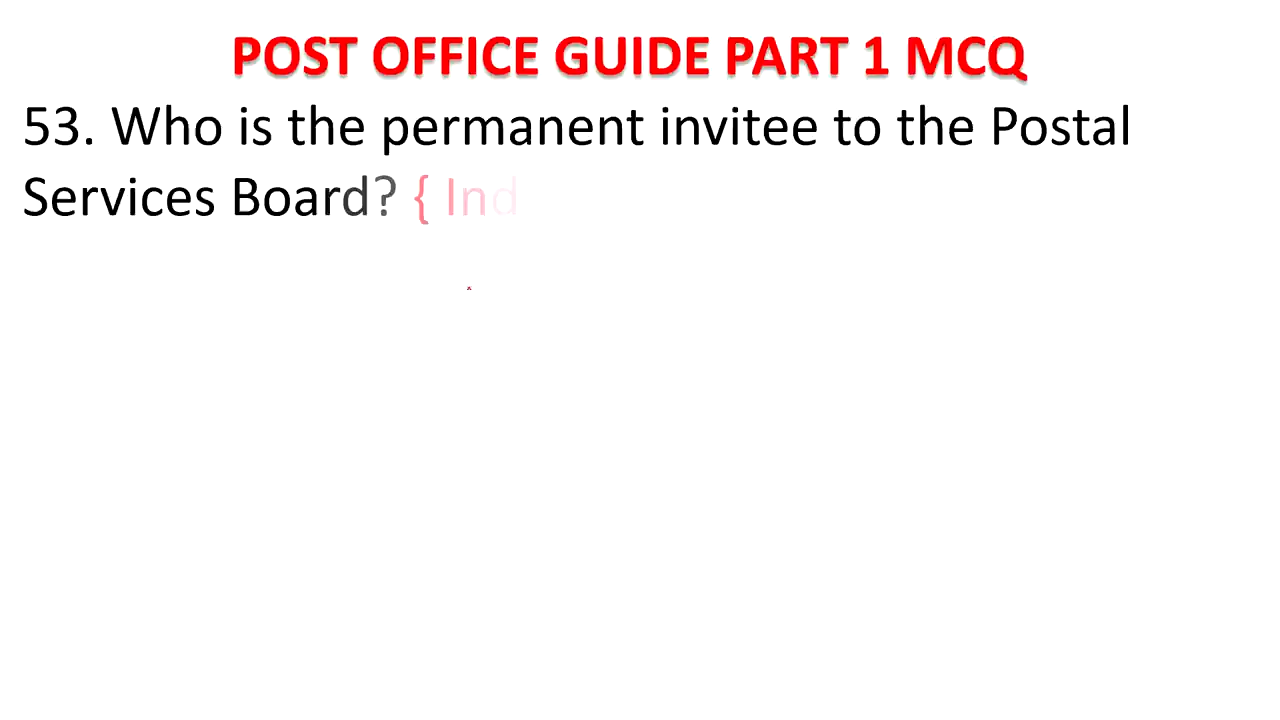 POST OFFICE GUIDE PART 1 MCQ
53. Who is the permanent invitee to the Postal
Services Board? { Ind